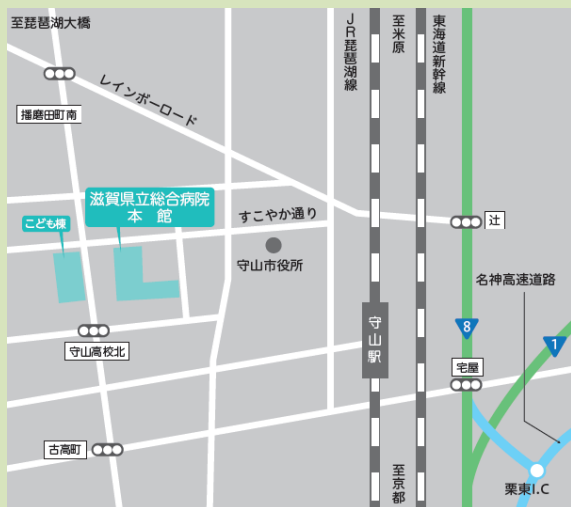 至琵琶湖大橋
播磨田町南
レインボーロード
JR琵琶湖線
至米原
東海道新幹線
滋賀県立総合病院
本 館
こども棟
すこやか通り
辻
守山市役所
名神高速道路
守山駅
8
1
守山高校北
宅屋
古高町
至京都
栗東I.C